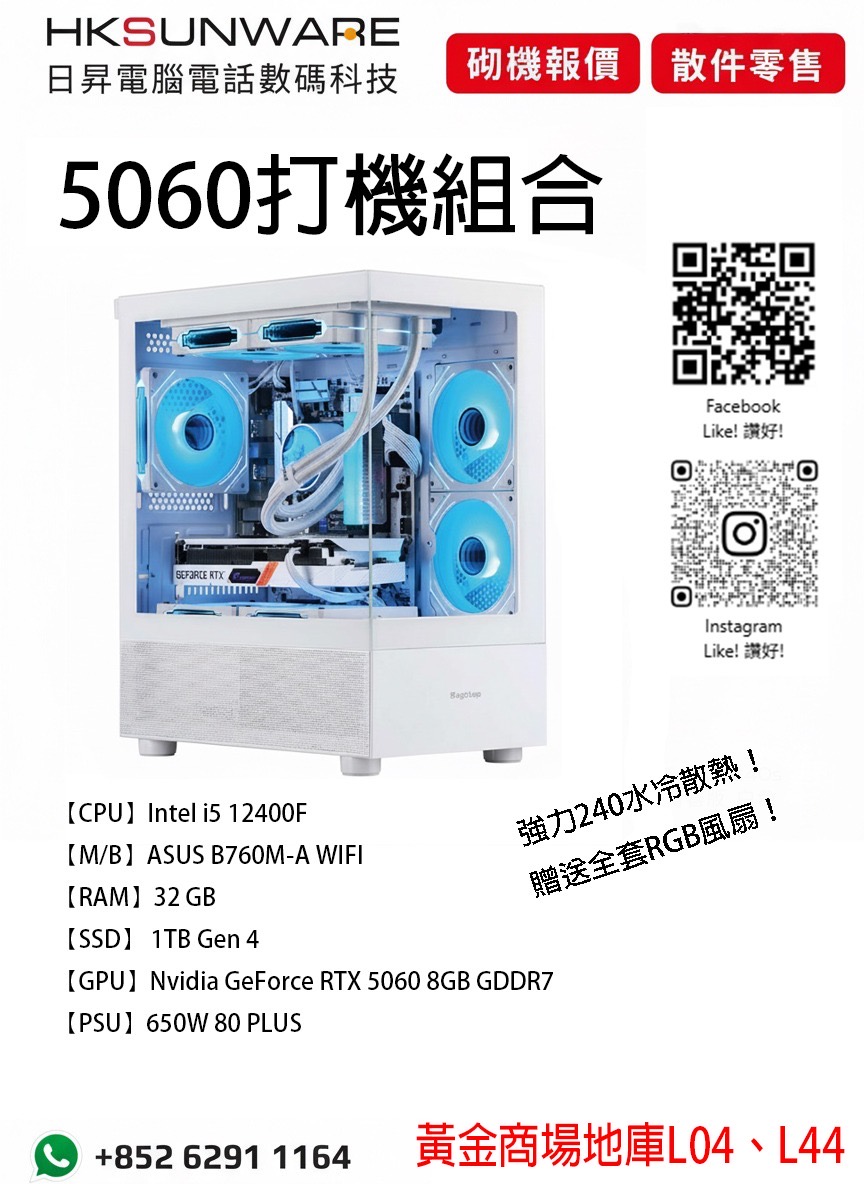 HKSUNWARE
日昇電腦電話數碼科技
砌機報價
散件零售
5060打機組合
Facebook
Like! 讚好!
Instagram
Like! 讚好!
GEFORCE RTX
強力240水冷散熱！
贈送全套RGB風扇！
【CPU】Intel i5 12400F
【M/B】ASUS B760M-A WIFI
【RAM】32 GB
【SSD】 1TB Gen 4
【GPU】Nvidia GeForce RTX 5060 8GB GDDR7
【PSU】650W 80 PLUS
+852 6291 1164
黃金商場地庫L04、L44